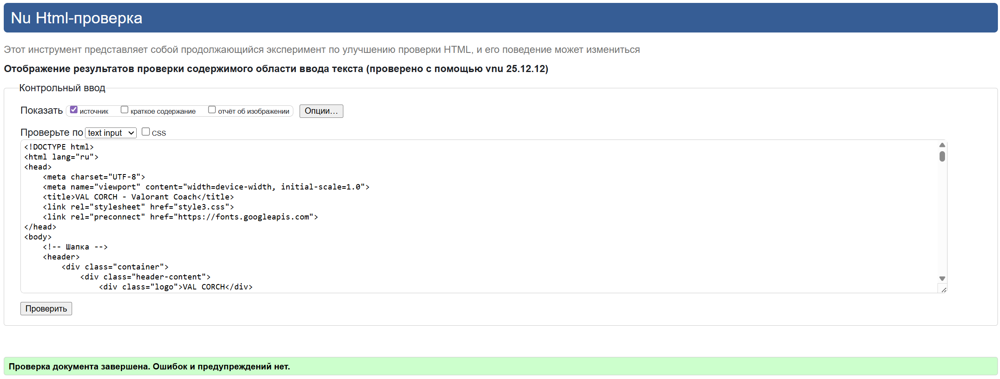 Nu Html-проверка
Этот инструмент представляет собой продолжающийся эксперимент по улучшению проверки HTML, и его поведение может измениться
Отображение результатов проверки содержимого области ввода текста (проверено с помощью vnu 25.12.12)
Контрольный ввод
Показать источник краткое содержание отчёт об изображении Опции…
Проверьте по text input CSS
<!DOCTYPE html>
<html lang="ru">
<head>
    <meta charset="UTF-8">
    <meta name="viewport" content="width=device-width, initial-scale=1.0">
    <title>VAL CORCH - Valorant Coach</title>
    <link rel="stylesheet" href="style3.css">
    <link rel="preconnect" href="https://fonts.googleapis.com">
</head>
<body>
    <!-- Шапка -->
    <header>
        <div class="container">
            <div class="header-content">
                <div class="logo">VAL CORCH</div>
Проверить
Проверка документа завершена. Ошибок и предупреждений нет.